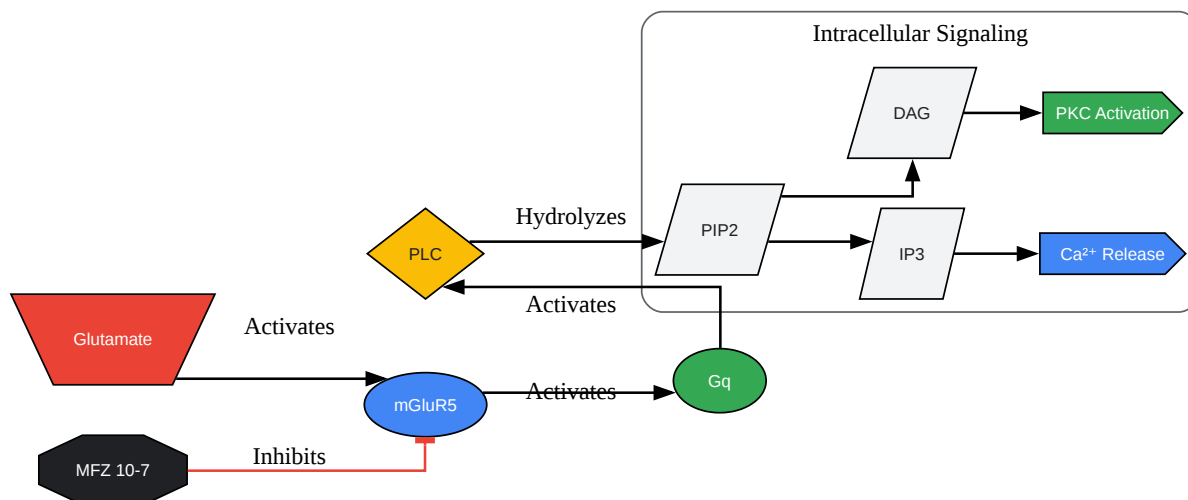 Intracellular Signaling
DAG
PKC Activation
Hydrolyzes
PIP2
PLC
IP3
Ca²⁺ Release
Activates
Activates
Glutamate
Gq
Activates
mGluR5
Inhibits
MFZ 10-7